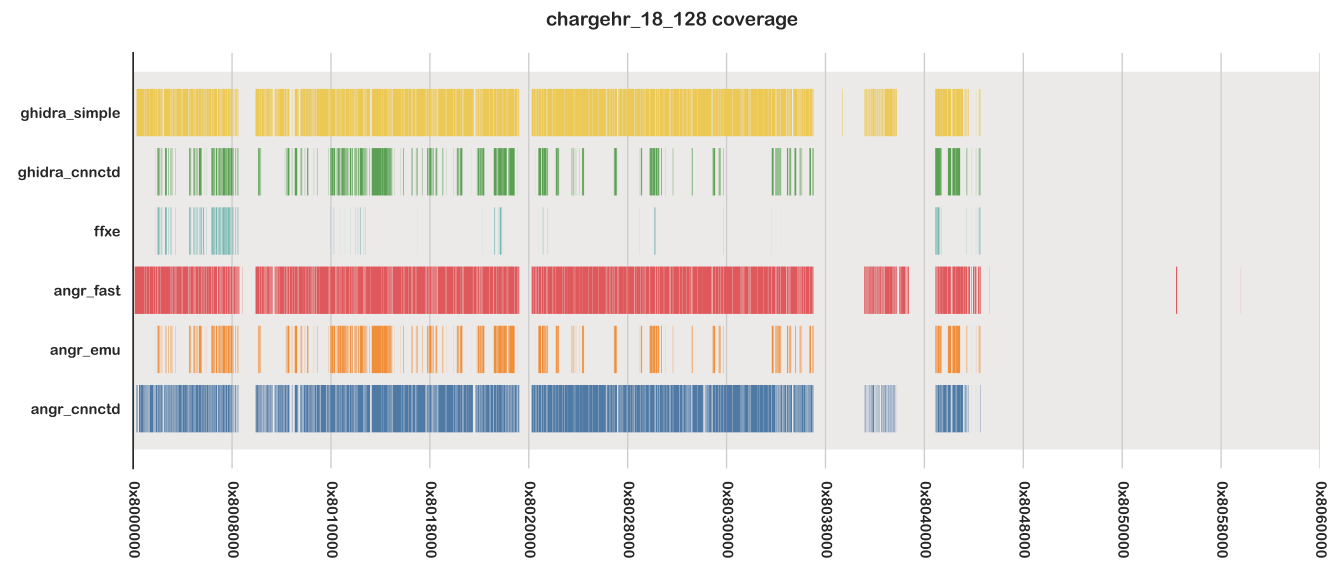 chargehr_18_128 coverage
ghidra_simple
ghidra_cnnctd
ffxe
angr_fast
angr_emu
angr_cnnctd
0x8000000
0x8008000
0x8010000
0x8018000
0x8020000
0x8028000
0x8030000
0x8038000
0x8040000
0x8048000
0x8050000
0x8058000
0x8060000